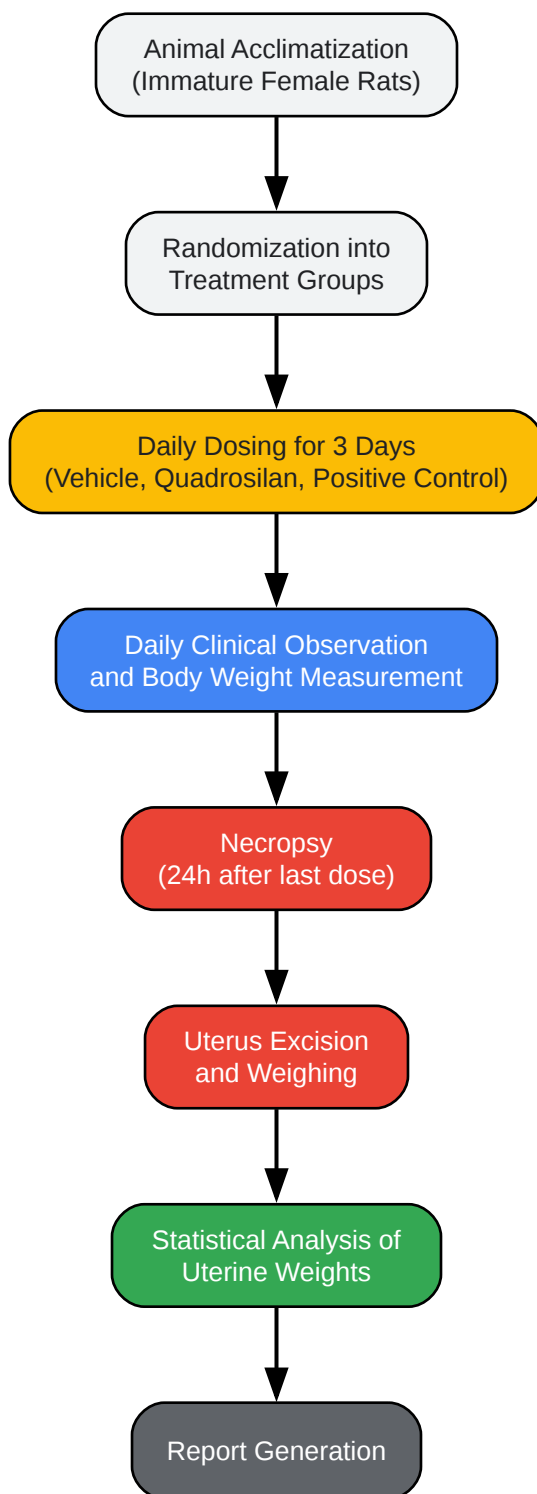 Animal Acclimatization
(Immature Female Rats)
Randomization into
Treatment Groups
Daily Dosing for 3 Days
(Vehicle, Quadrosilan, Positive Control)
Daily Clinical Observation
and Body Weight Measurement
Necropsy
(24h after last dose)
Uterus Excision
and Weighing
Statistical Analysis of
Uterine Weights
Report Generation